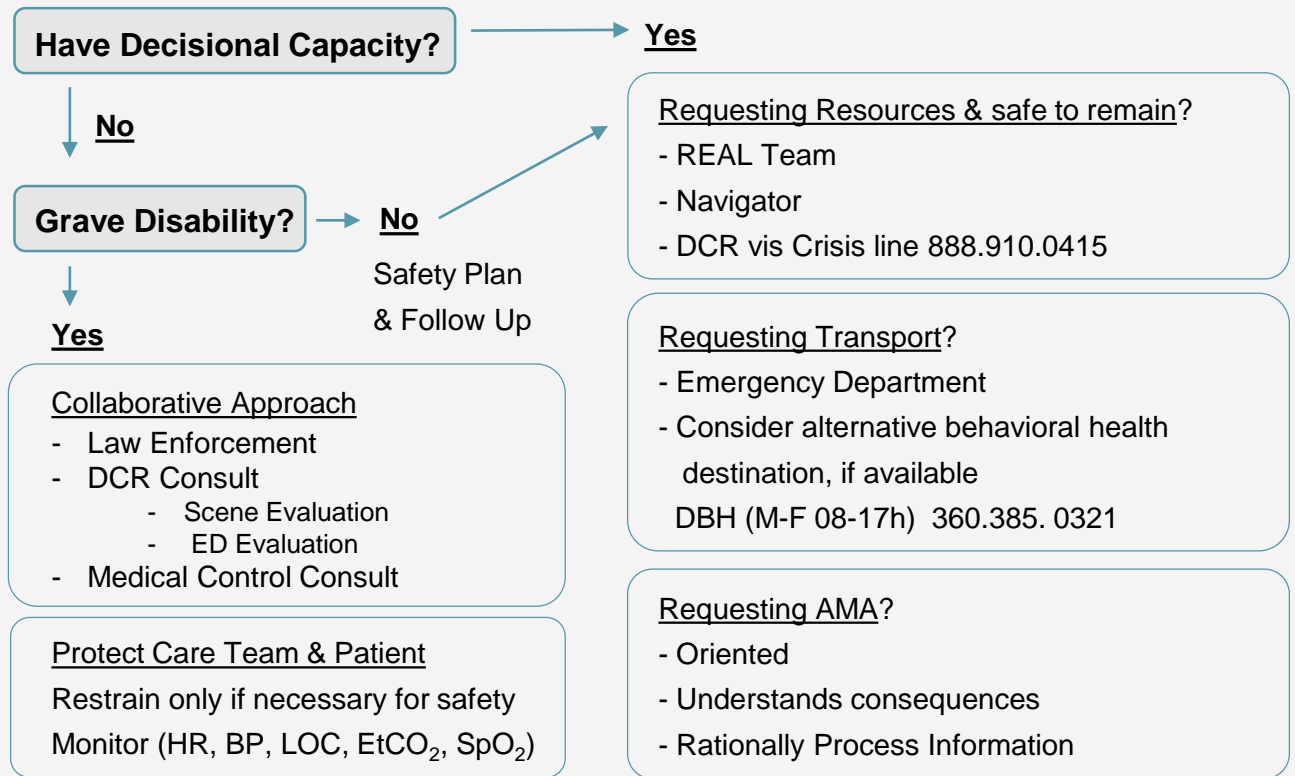 Have Decisional Capacity?
Yes
No
Grave Disability?
No
Safety Plan
& Follow Up
Yes
Collaborative Approach
- Law Enforcement
- DCR Consult
- Scene Evaluation
- ED Evaluation
- Medical Control Consult
Protect Care Team & Patient
Restrain only if necessary for safety
Monitor (HR, BP, LOC, EtCO₂, SpO₂)
Requesting Resources & safe to remain?
- REAL Team
- Navigator
- DCR vis Crisis line 888.910.0415
Requesting Transport?
- Emergency Department
- Consider alternative behavioral health
destination, if available
DBH (M-F 08-17h) 360.385. 0321
Requesting AMA?
- Oriented
- Understands consequences
- Rationally Process Information